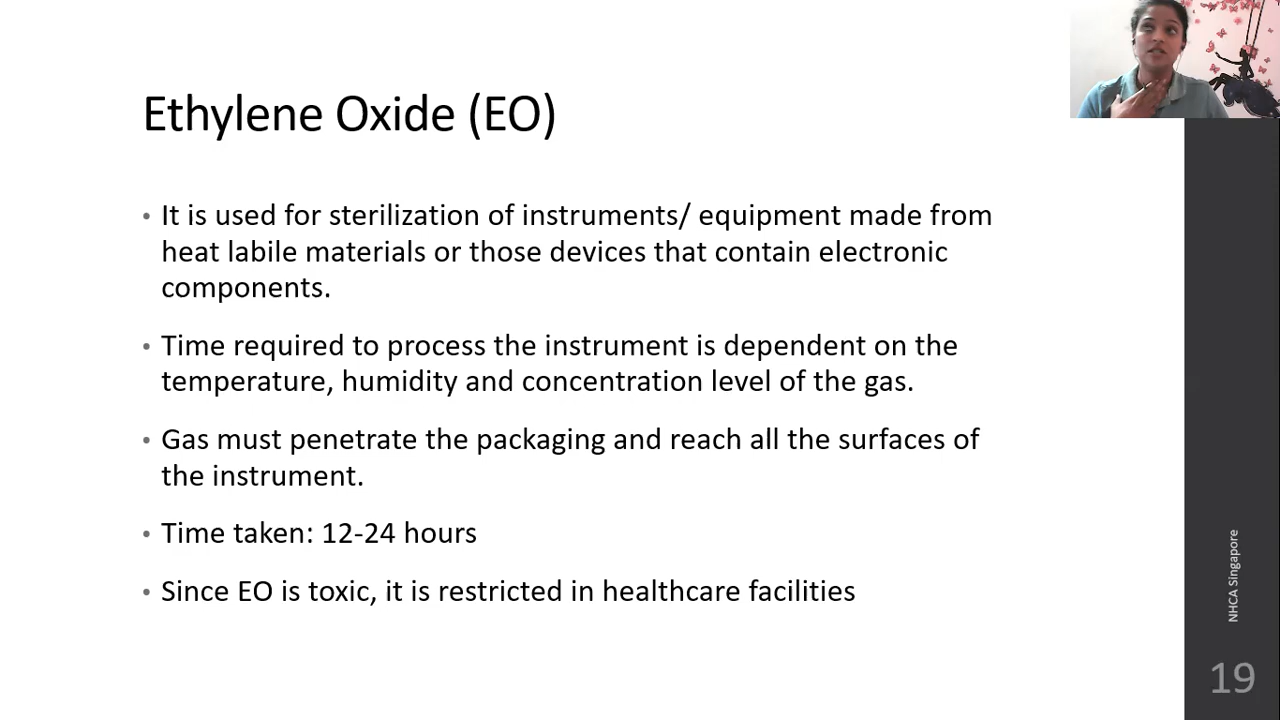 Ethylene Oxide (EO)
• It is used for sterilization of instruments/ equipment made from
heat labile materials or those devices that contain electronic
components.
• Time required to process the instrument is dependent on the
temperature, humidity and concentration level of the gas.
• Gas must penetrate the packaging and reach all the surfaces of
the instrument.
• Time taken: 12-24 hours
• Since EO is toxic, it is restricted in healthcare facilities
NHCA Singapore
19